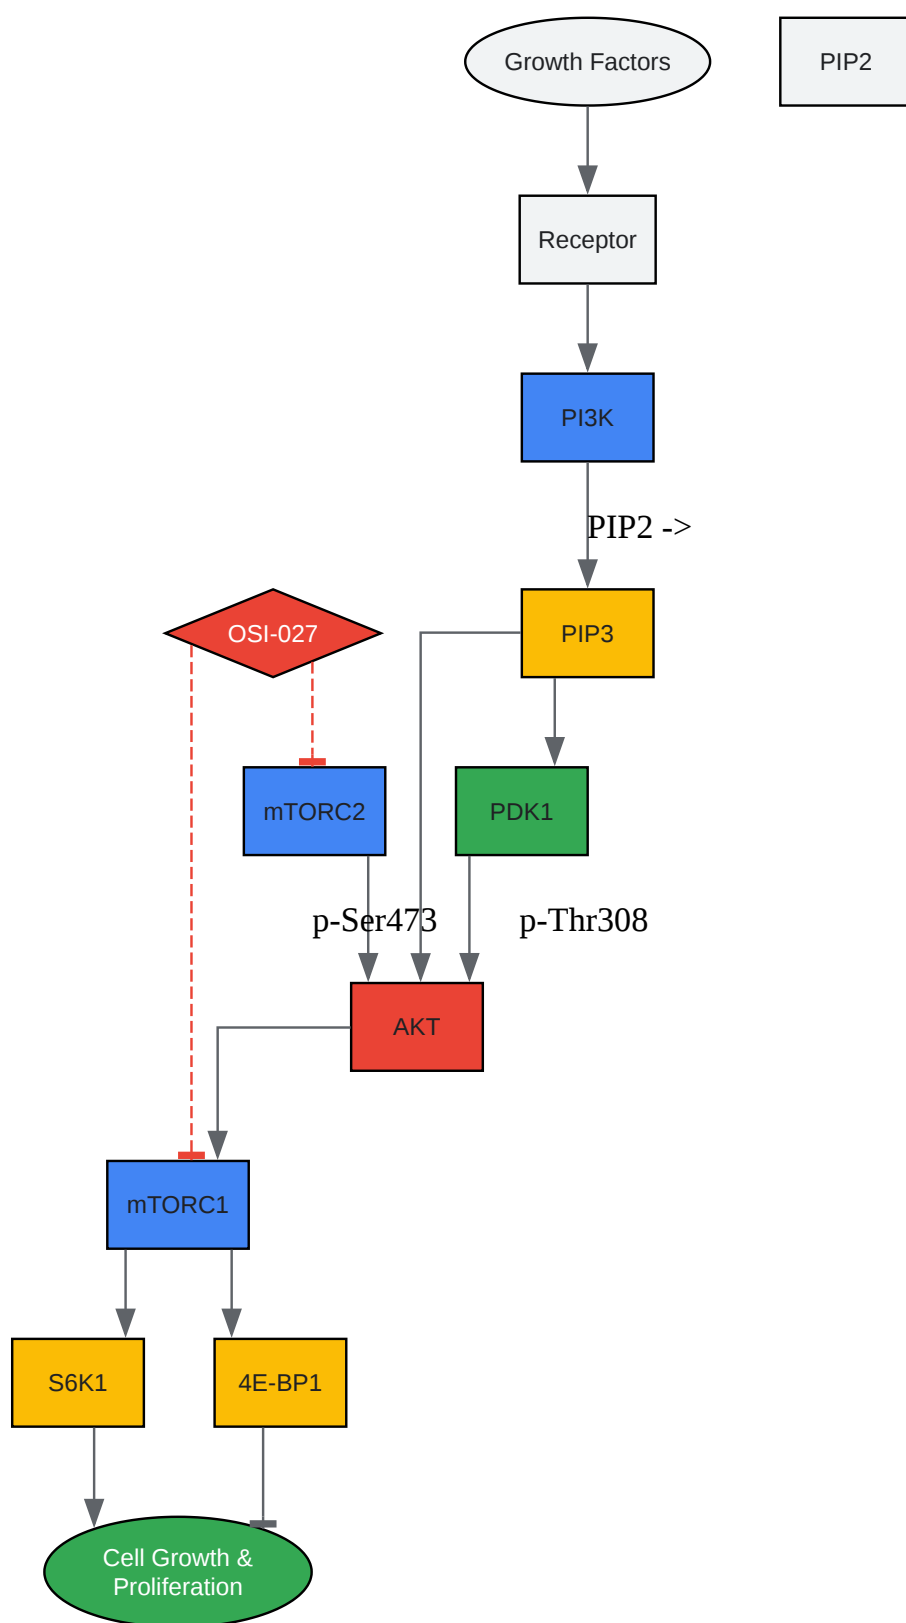 Growth Factors
PIP2
Receptor
PI3K
PIP2 ->
OSI-027
PIP3
mTORC2
PDK1
p-Ser473
p-Thr308
AKT
mTORC1
S6K1
4E-BP1
Cell Growth &
Proliferation